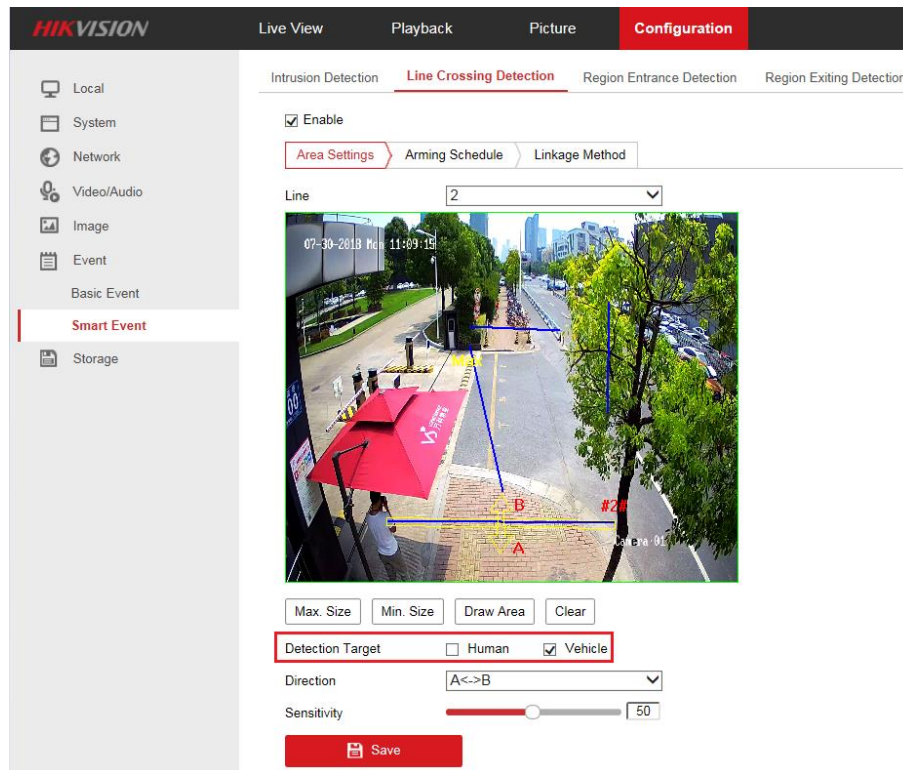 HIKVISION
Live View Playback Picture Configuration
Intrusion Detection Line Crossing Detection Region Entrance Detection Region Exiting Detection
Local
System
Network
Video/Audio
Image
Event
Basic Event
Smart Event
Storage
Enable
Area Settings Arming Schedule Linkage Method
Line 2
07-30-2018 Mon 11:09:15
Max
B #2#
A
Camera 01
Max. Size Min. Size Draw Area Clear
Detection Target Human Vehicle
Direction A<->B
Sensitivity 50
Save